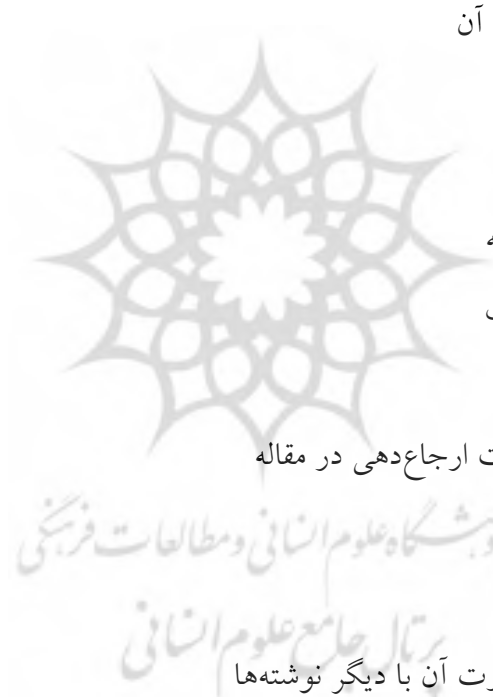 آن
ت ارجاع‌دهی در مقاله
پژوهشگاه علوم انسانی و مطالعات فرهنگی
پرتال جامع علوم انسانی
رت آن با دیگر نوشته‌ها